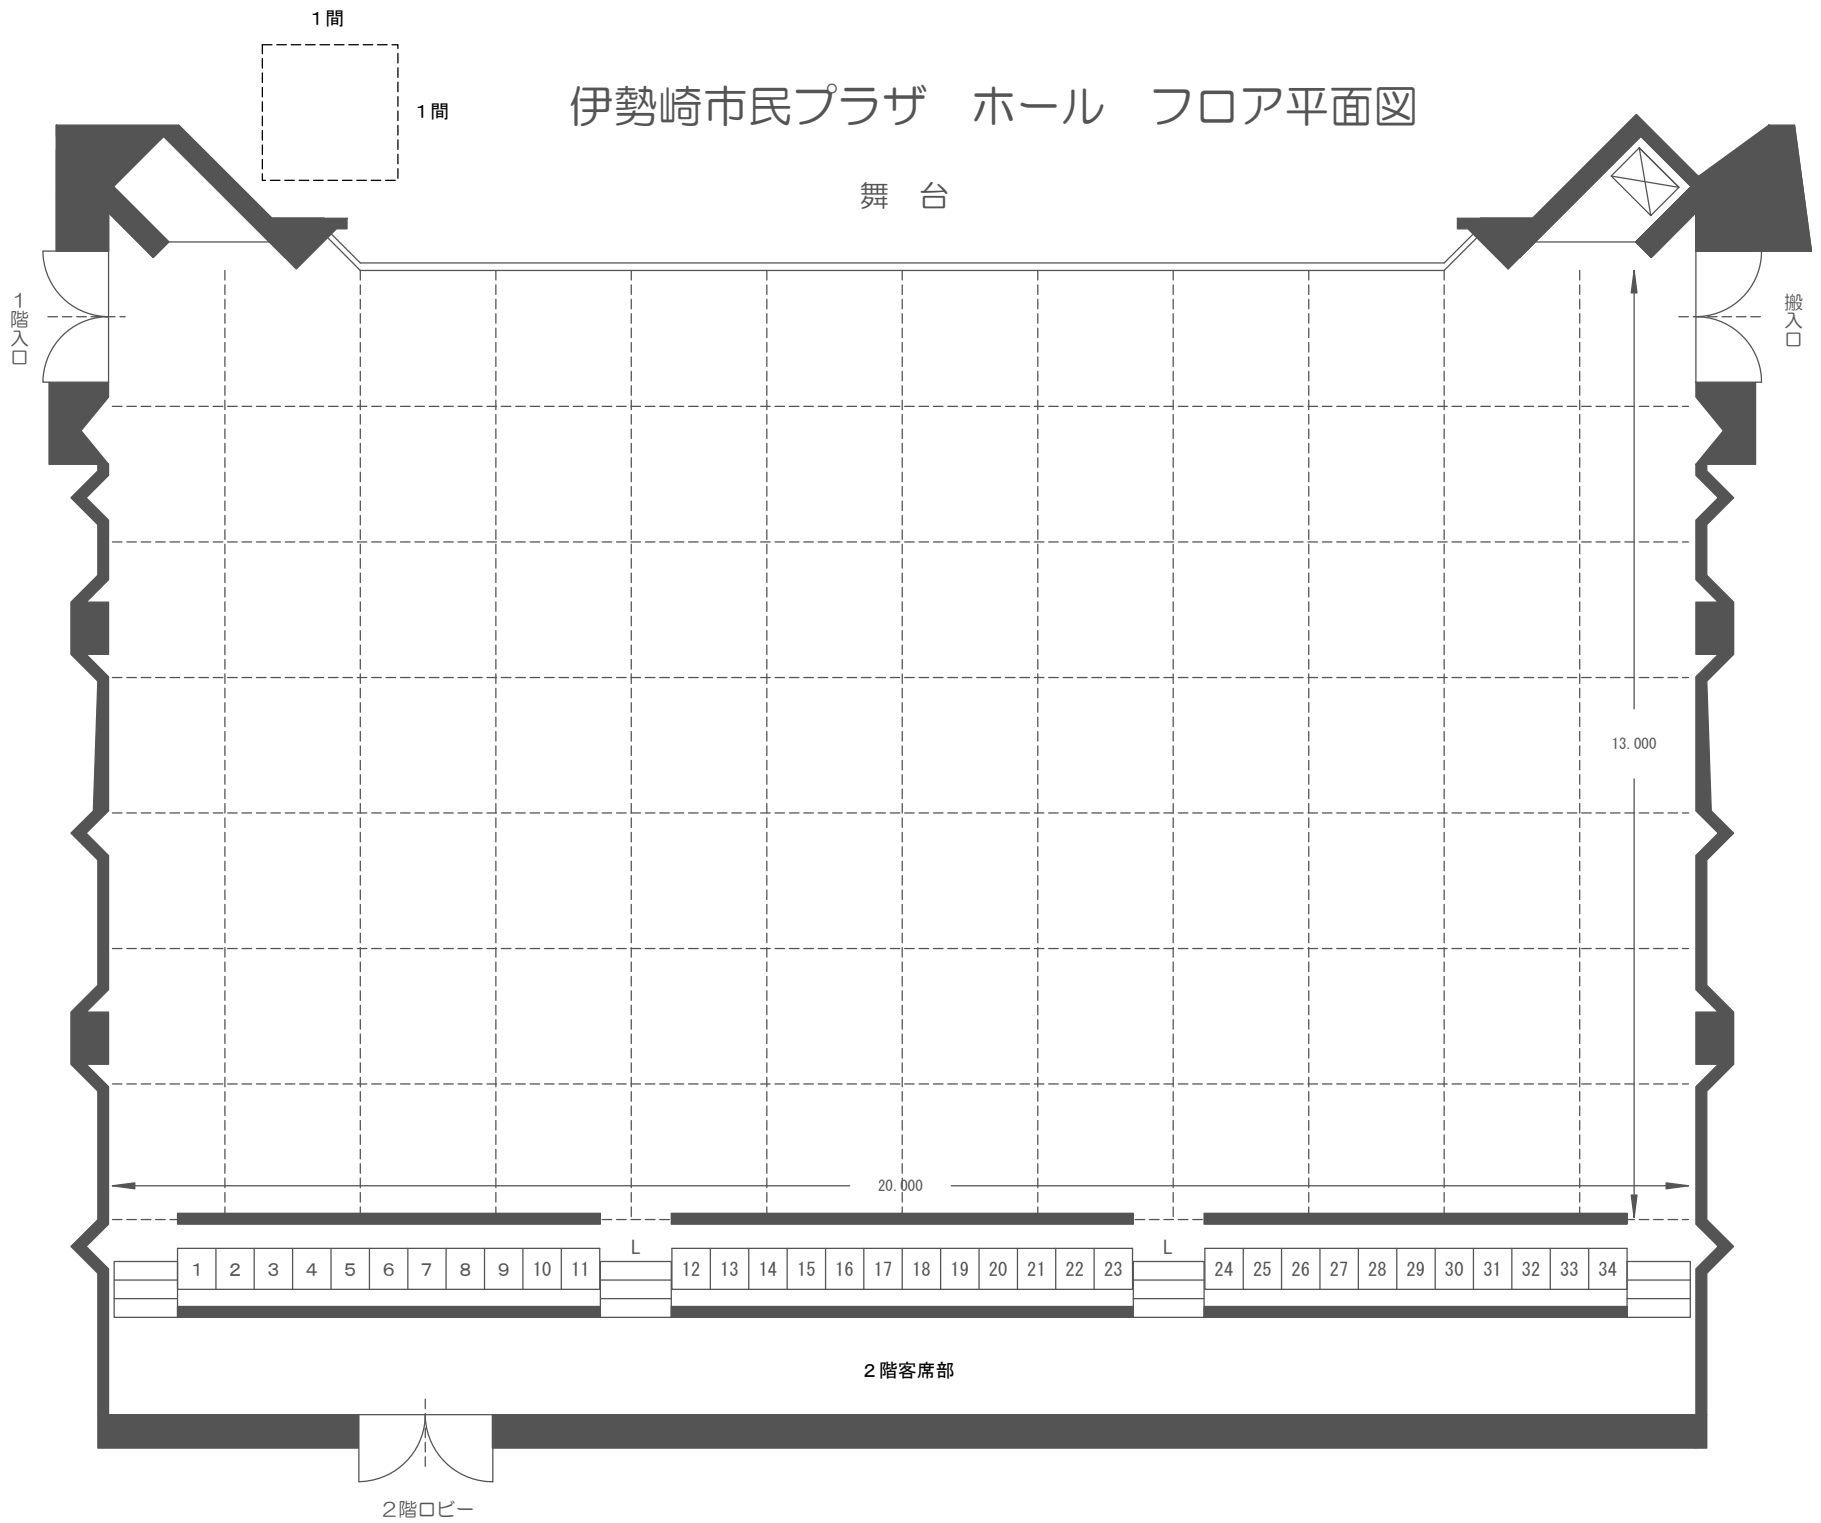 1間
1間
伊勢崎市民プラザ　ホール　フロア平面図
舞　台
1階入口
搬入口
13.000
20.000
L
L
1 2 3 4 5 6 7 8 9 10 11
12 13 14 15 16 17 18 19 20 21 22 23
24 25 26 27 28 29 30 31 32 33 34
2階客席部
2階ロビー